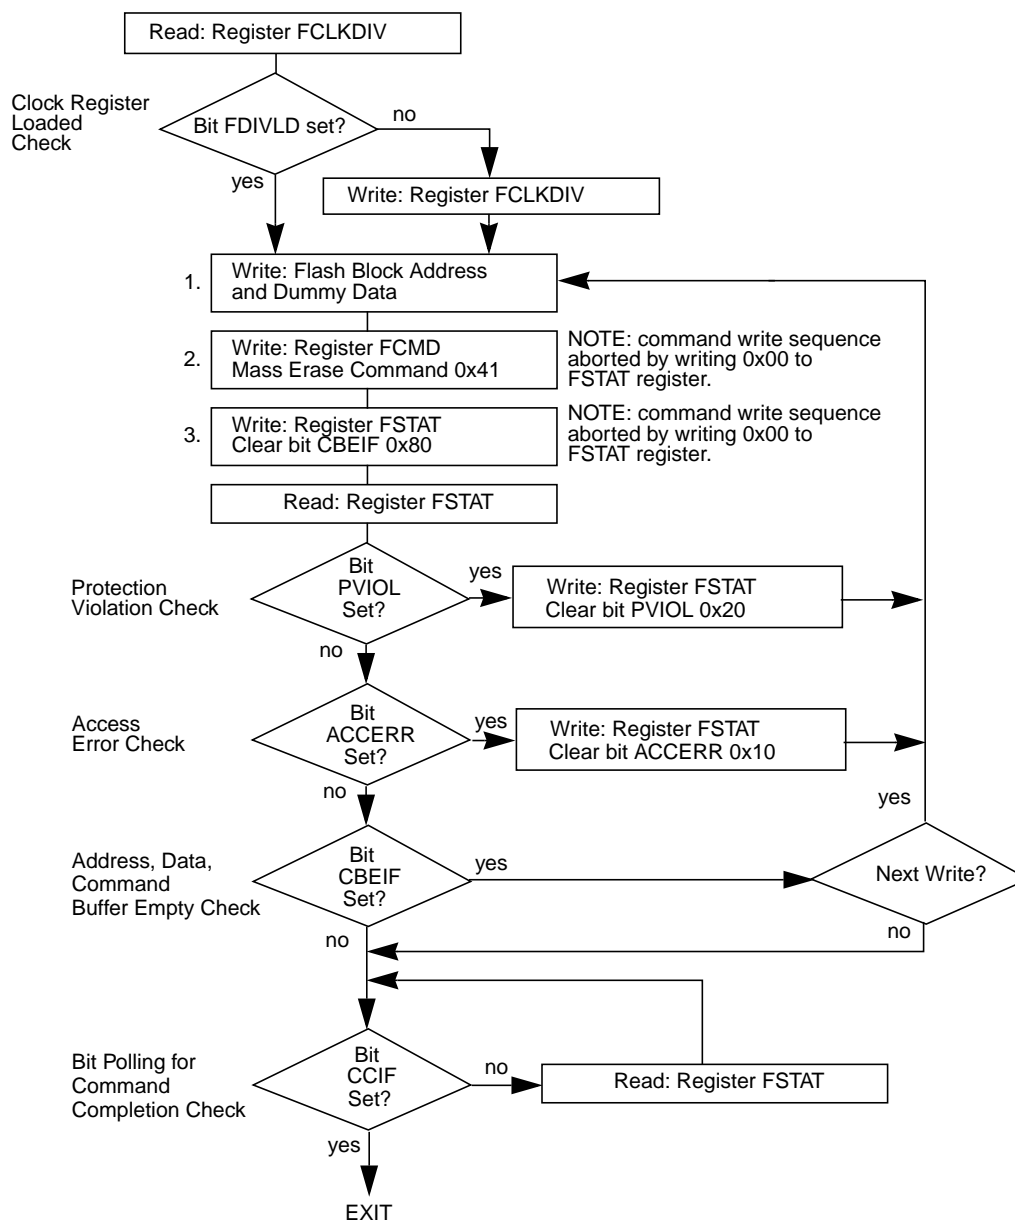 Read: Register FCLKDIV
Clock Register
Loaded
Check
Bit FDIVLD set?
no
yes
Write: Register FCLKDIV
1.
Write: Flash Block Address
and Dummy Data
2.
Write: Register FCMD
Mass Erase Command 0x41
NOTE: command write sequence
aborted by writing 0x00 to
FSTAT register.
3.
Write: Register FSTAT
Clear bit CBEIF 0x80
NOTE: command write sequence
aborted by writing 0x00 to
FSTAT register.
Read: Register FSTAT
Protection
Violation Check
Bit
PVIOL
Set?
yes
Write: Register FSTAT
Clear bit PVIOL 0x20
no
Access
Error Check
Bit
ACCERR
Set?
yes
Write: Register FSTAT
Clear bit ACCERR 0x10
no
yes
Address, Data,
Command
Buffer Empty Check
Bit
CBEIF
Set?
yes
Next Write?
no
no
Bit Polling for
Command
Completion Check
Bit
CCIF
Set?
no
Read: Register FSTAT
yes
EXIT